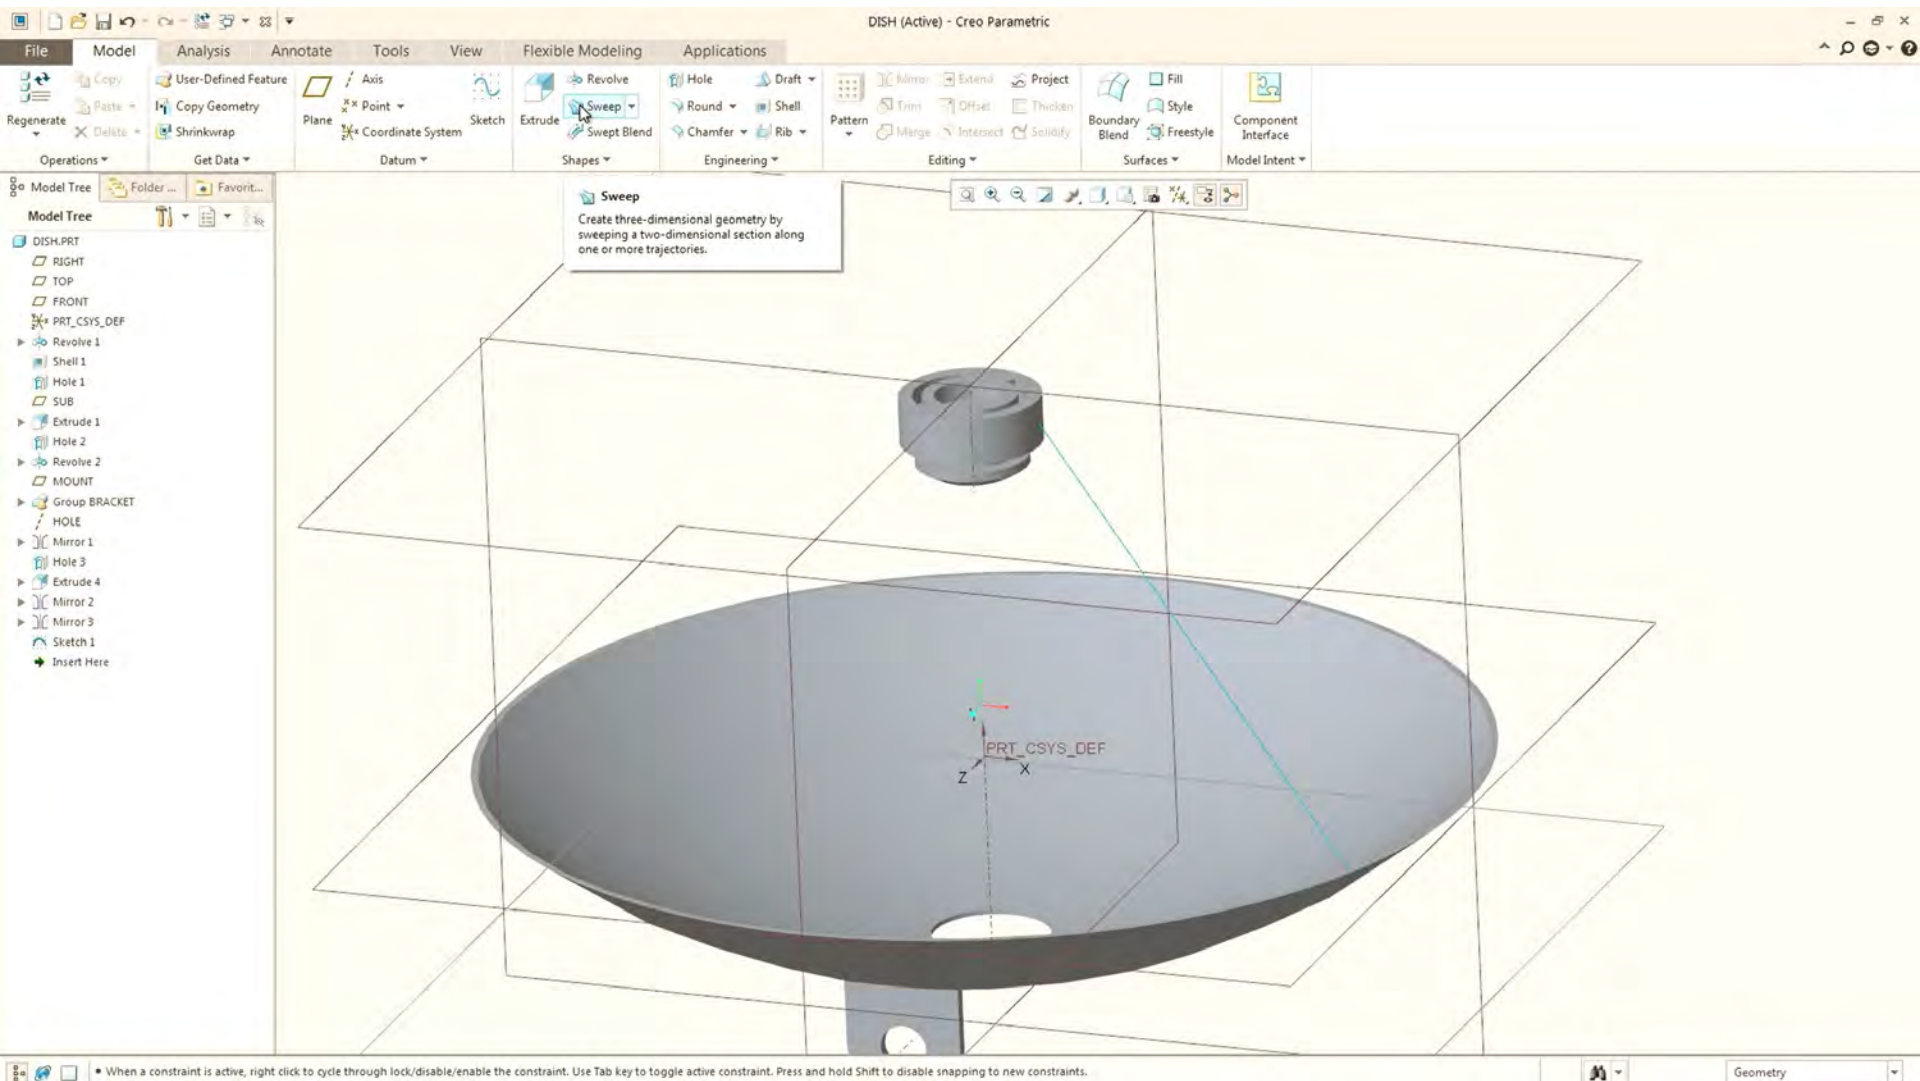 DISH (Active) - Creo Parametric
File Model Analysis Annotate Tools View Flexible Modeling Applications
Regenerate
Copy
Paste
Delete
Operations
User-Defined Feature
Copy Geometry
Shrinkwrap
Get Data
Plane
Axis
Point
Coordinate System
Sketch
Datum
Extrude
Revolve
Sweep
Swept Blend
Shapes
Hole
Draft
Round
Shell
Chamfer
Rib
Engineering
Pattern
Mirror
Extend
Project
Trim
Offset
Thicken
Merge
Intersect
Solidify
Editing
Boundary
Blend
Fill
Style
Freestyle
Surfaces
Component
Interface
Model Intent
Model Tree
Folder ...
Favorit...
Model Tree
DISH.PRT
RIGHT
TOP
FRONT
PRT_CSYS_DEF
Revolve 1
Shell 1
Hole 1
SUB
Extrude 1
Hole 2
Revolve 2
MOUNT
Group BRACKET
HOLE
Mirror 1
Hole 3
Extrude 4
Mirror 2
Mirror 3
Sketch 1
Insert Here
Sweep
Create three-dimensional geometry by
sweeping a two-dimensional section along
one or more trajectories.
PRT_CSYS_DEF
Z
X
• When a constraint is active, right click to cycle through lock/disable/enable the constraint. Use Tab key to toggle active constraint. Press and hold Shift to disable snapping to new constraints.
Geometry